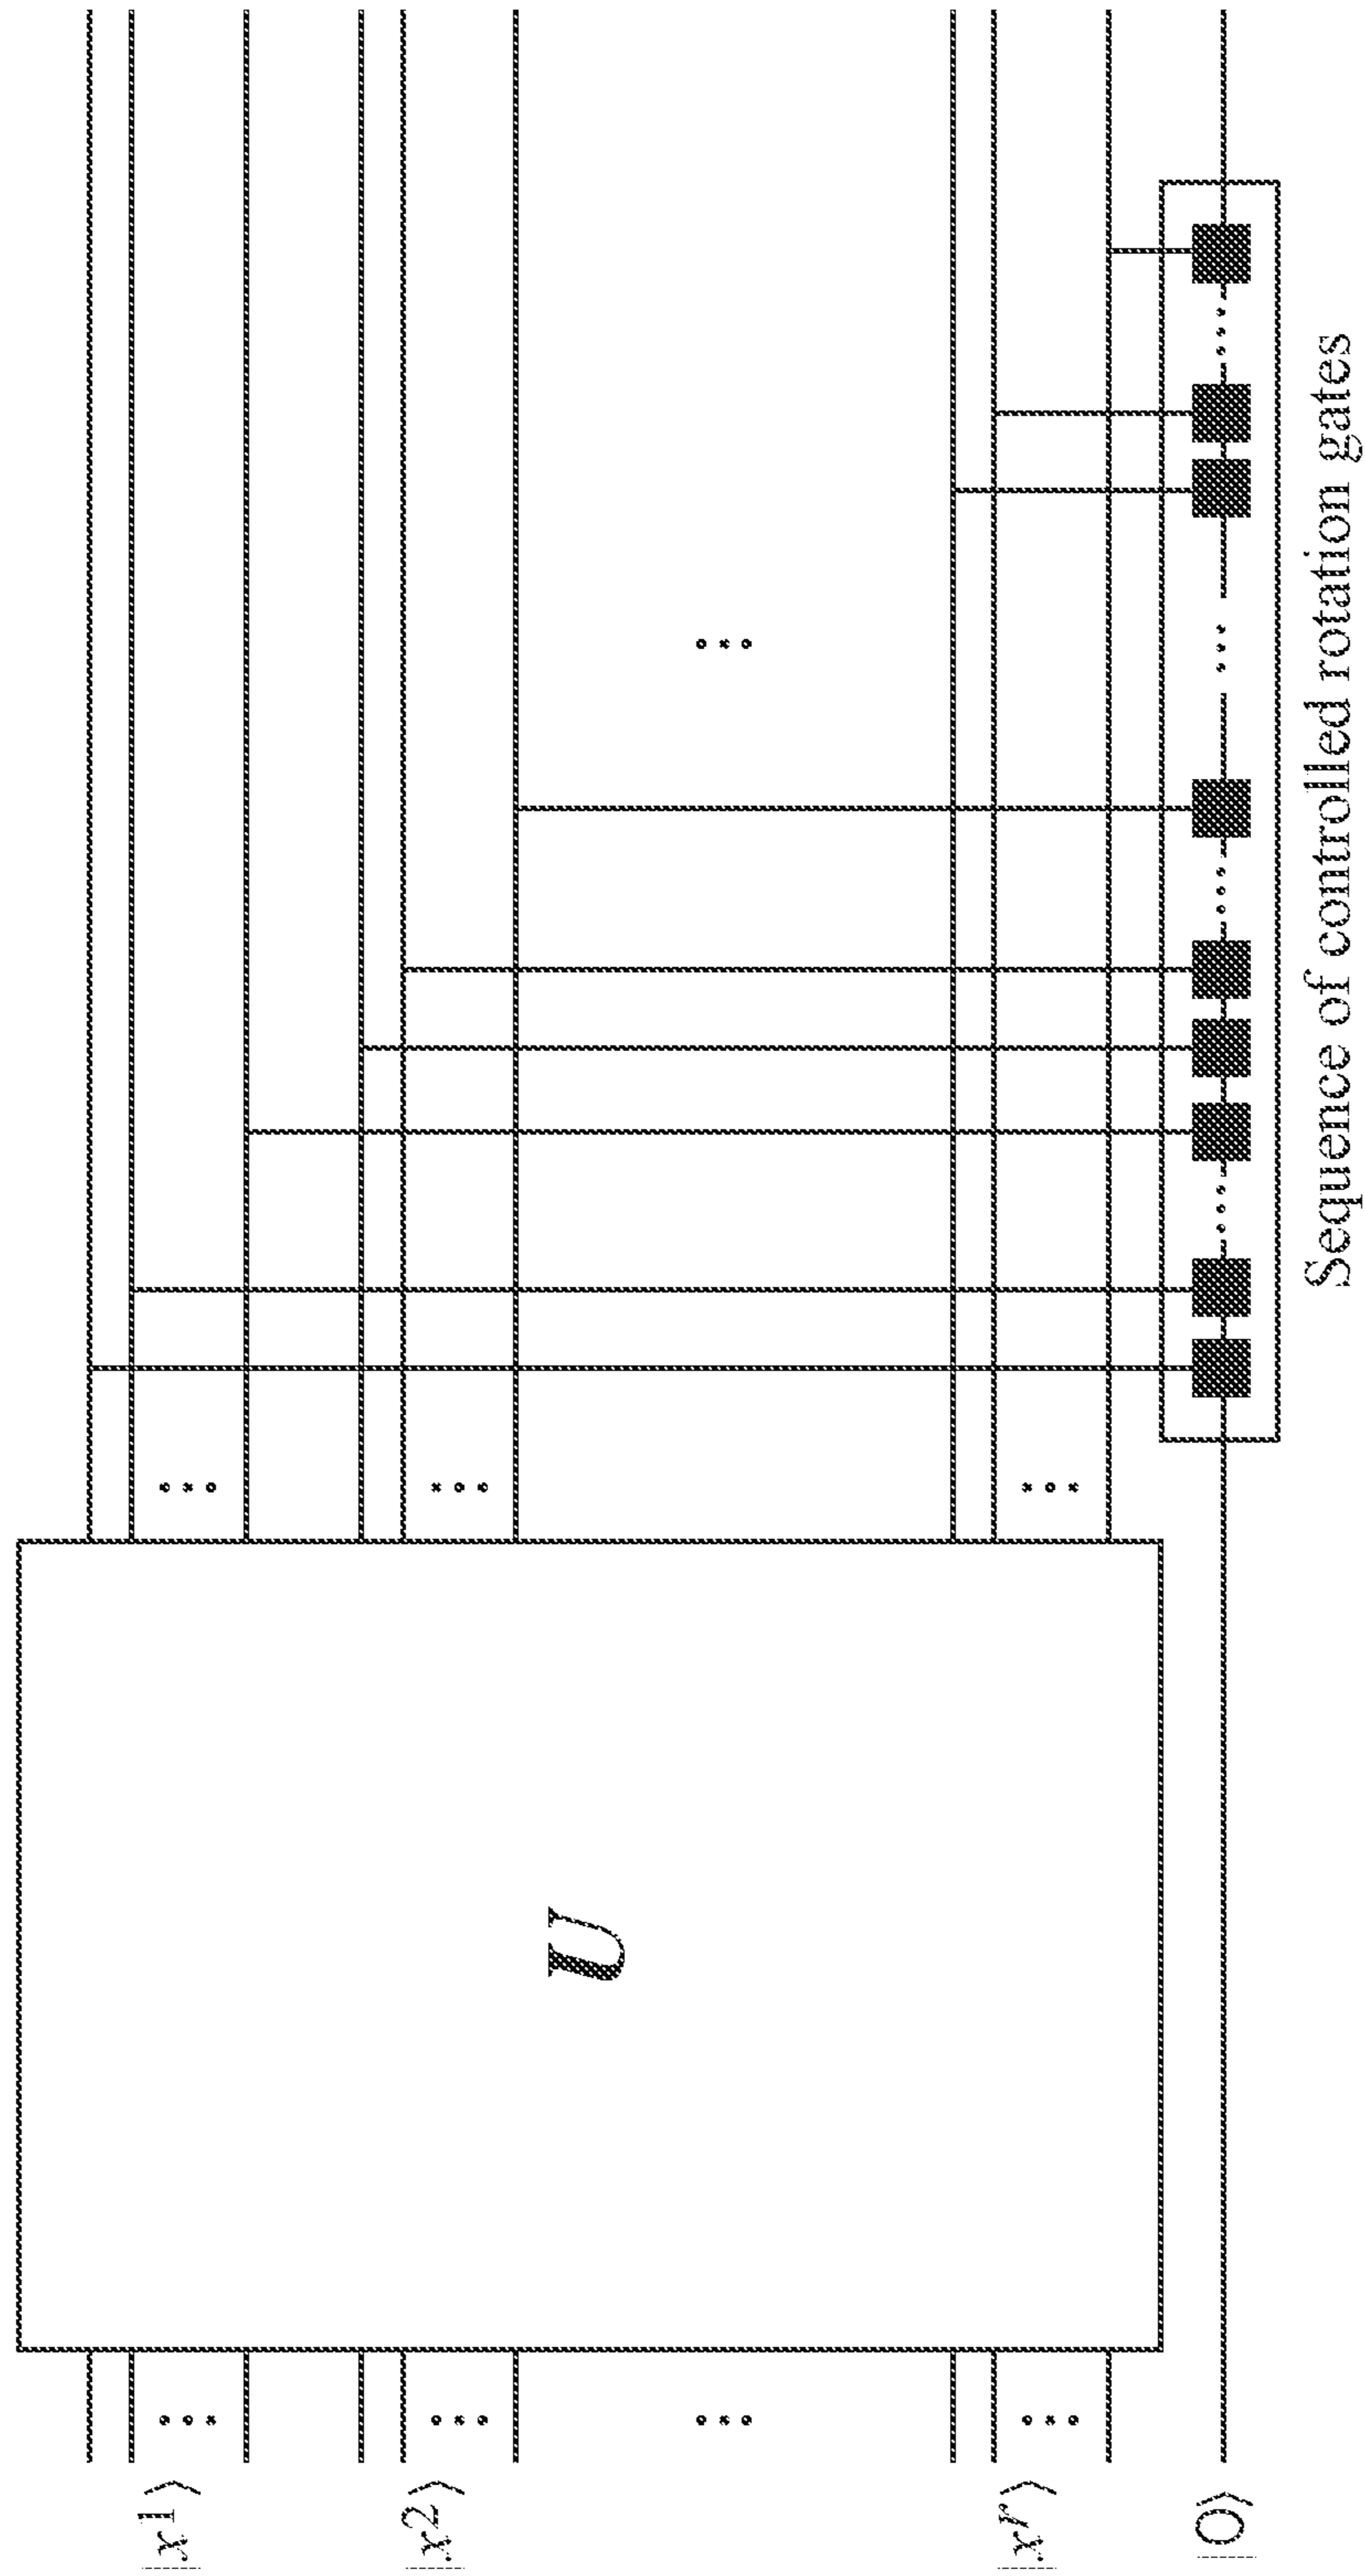 |x¹⟩
|x²⟩
|xʳ⟩
|0⟩
U
Sequence of controlled rotation gates